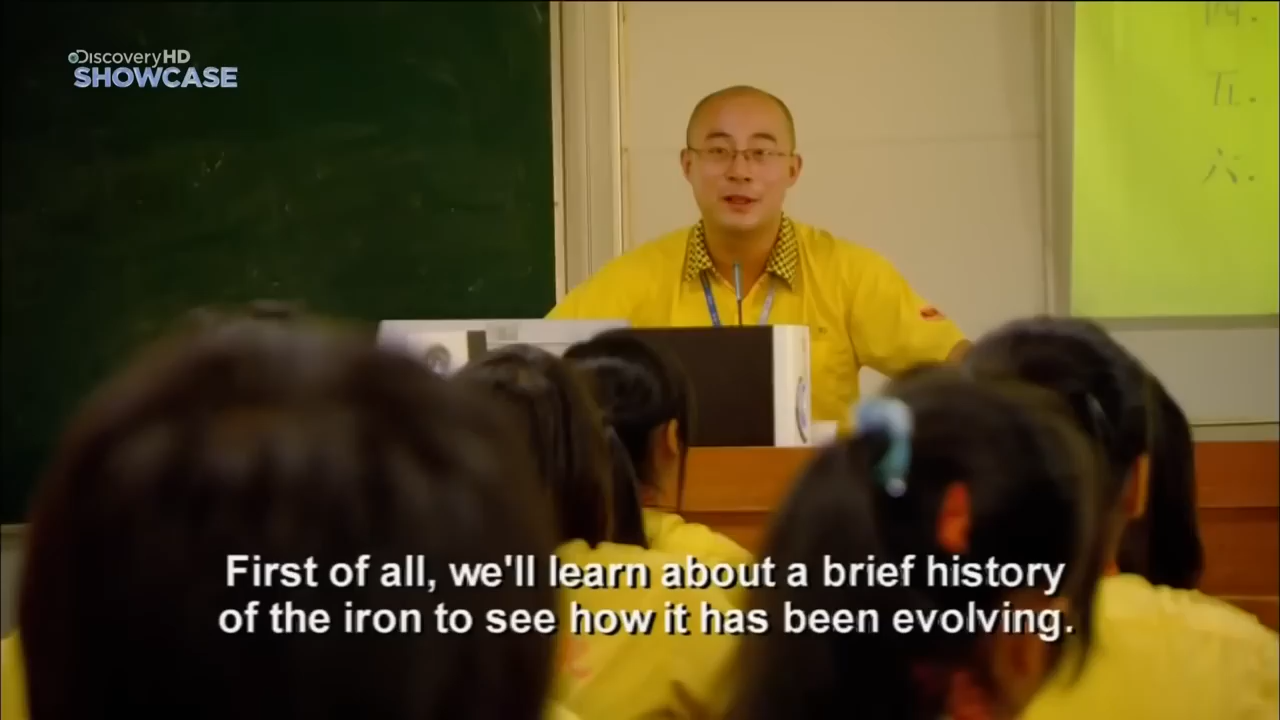 Discovery HD
SHOWCASE
五.
六.
First of all, we'll learn about a brief history
of the iron to see how it has been evolving.